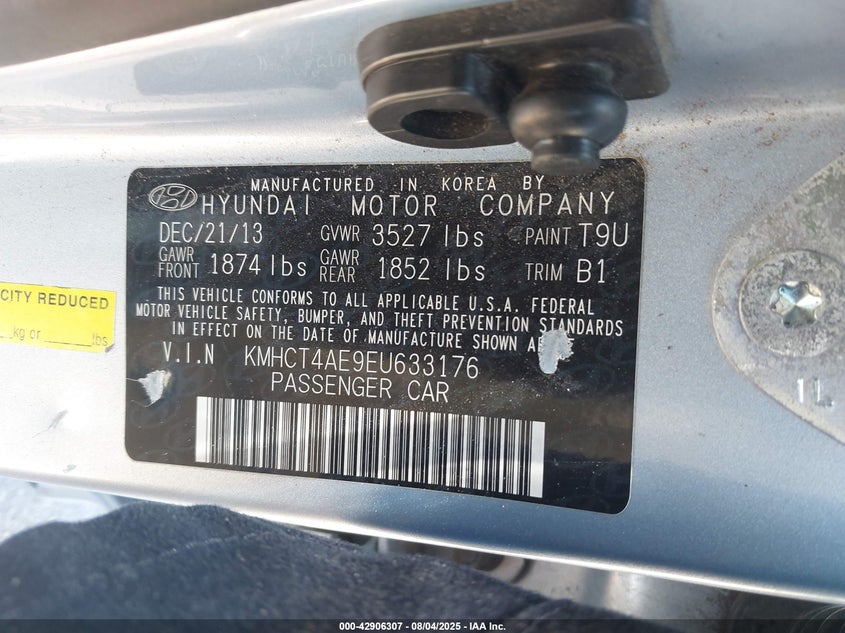 MANUFACTURED IN KOREA BY
HYUNDAI MOTOR COMPANY
DEC/21/13 GVWR 3527 lbs PAINT T9U
GAWR FRONT 1874 lbs GAWR REAR 1852 lbs TRIM B1
THIS VEHICLE CONFORMS TO ALL APPLICABLE U.S.A. FEDERAL
MOTOR VEHICLE SAFETY, BUMPER, AND THEFT PREVENTION STANDARDS
IN EFFECT ON THE DATE OF MANUFACTURE SHOWN
V.I.N KMHCT4AE9EU633176
PASSENGER CAR
CITY REDUCED
kg or lbs
1L
000-42906307 - 08/04/2025 - IAA Inc.